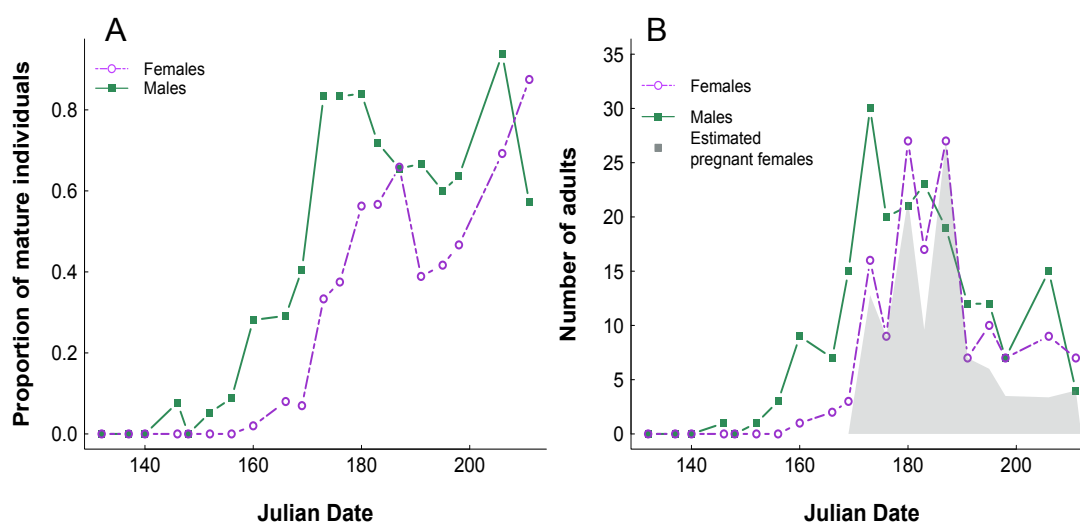 A
Females
Males
Proportion of mature individuals
0.8
0.6
0.4
0.2
0.0
140
160
180
200
Julian Date
B
Females
Males
Estimated
pregnant females
Number of adults
35
30
25
20
15
10
5
0
140
160
180
200
Julian Date